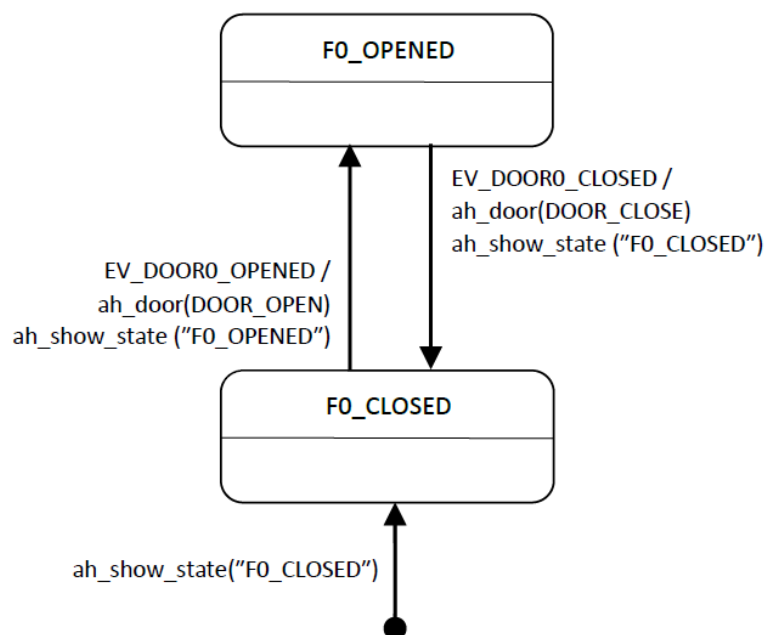 F0_OPENED
EV_DOOR0_CLOSED /
ah_door(DOOR_CLOSE)
ah_show_state (”F0_CLOSED”)
EV_DOOR0_OPENED /
ah_door(DOOR_OPEN)
ah_show_state (”F0_OPENED”)
F0_CLOSED
ah_show_state(”F0_CLOSED”)